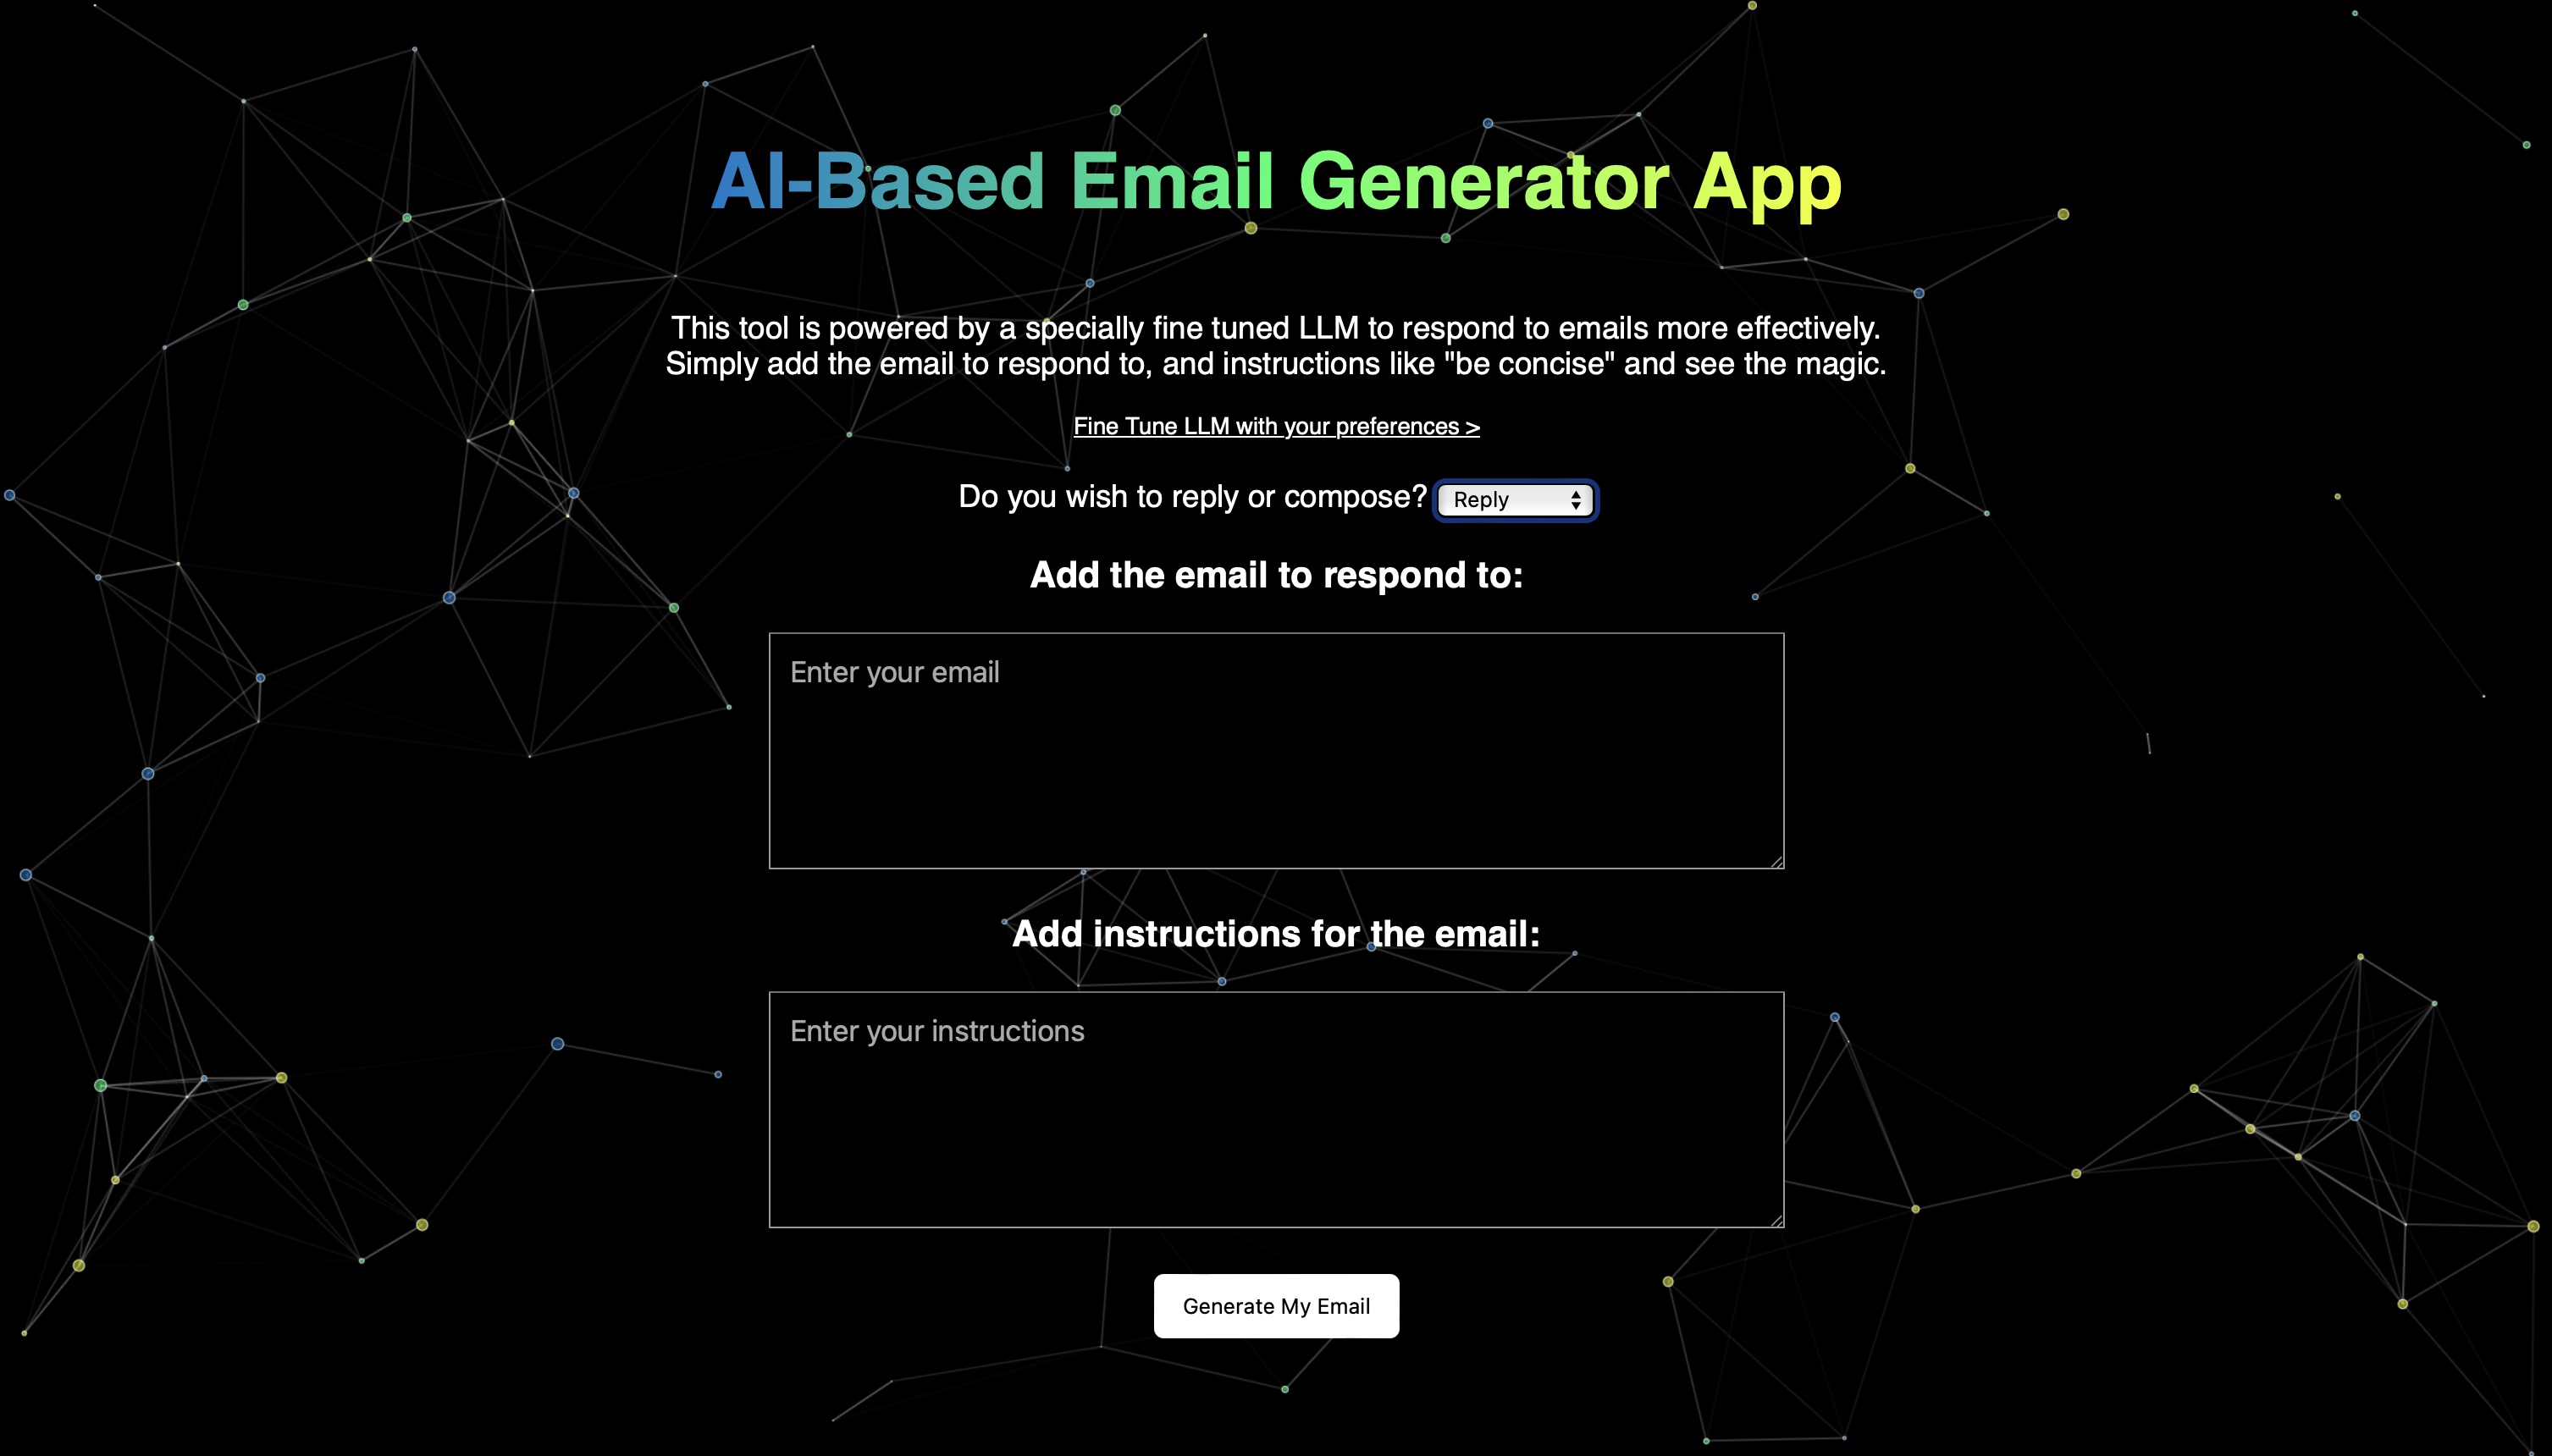 AI-Based Email Generator App
This tool is powered by a specially fine tuned LLM to respond to emails more effectively.
Simply add the email to respond to, and instructions like "be concise" and see the magic.
Fine Tune LLM with your preferences >
Do you wish to reply or compose? Reply
Add the email to respond to:
Enter your email
Add instructions for the email:
Enter your instructions
Generate My Email